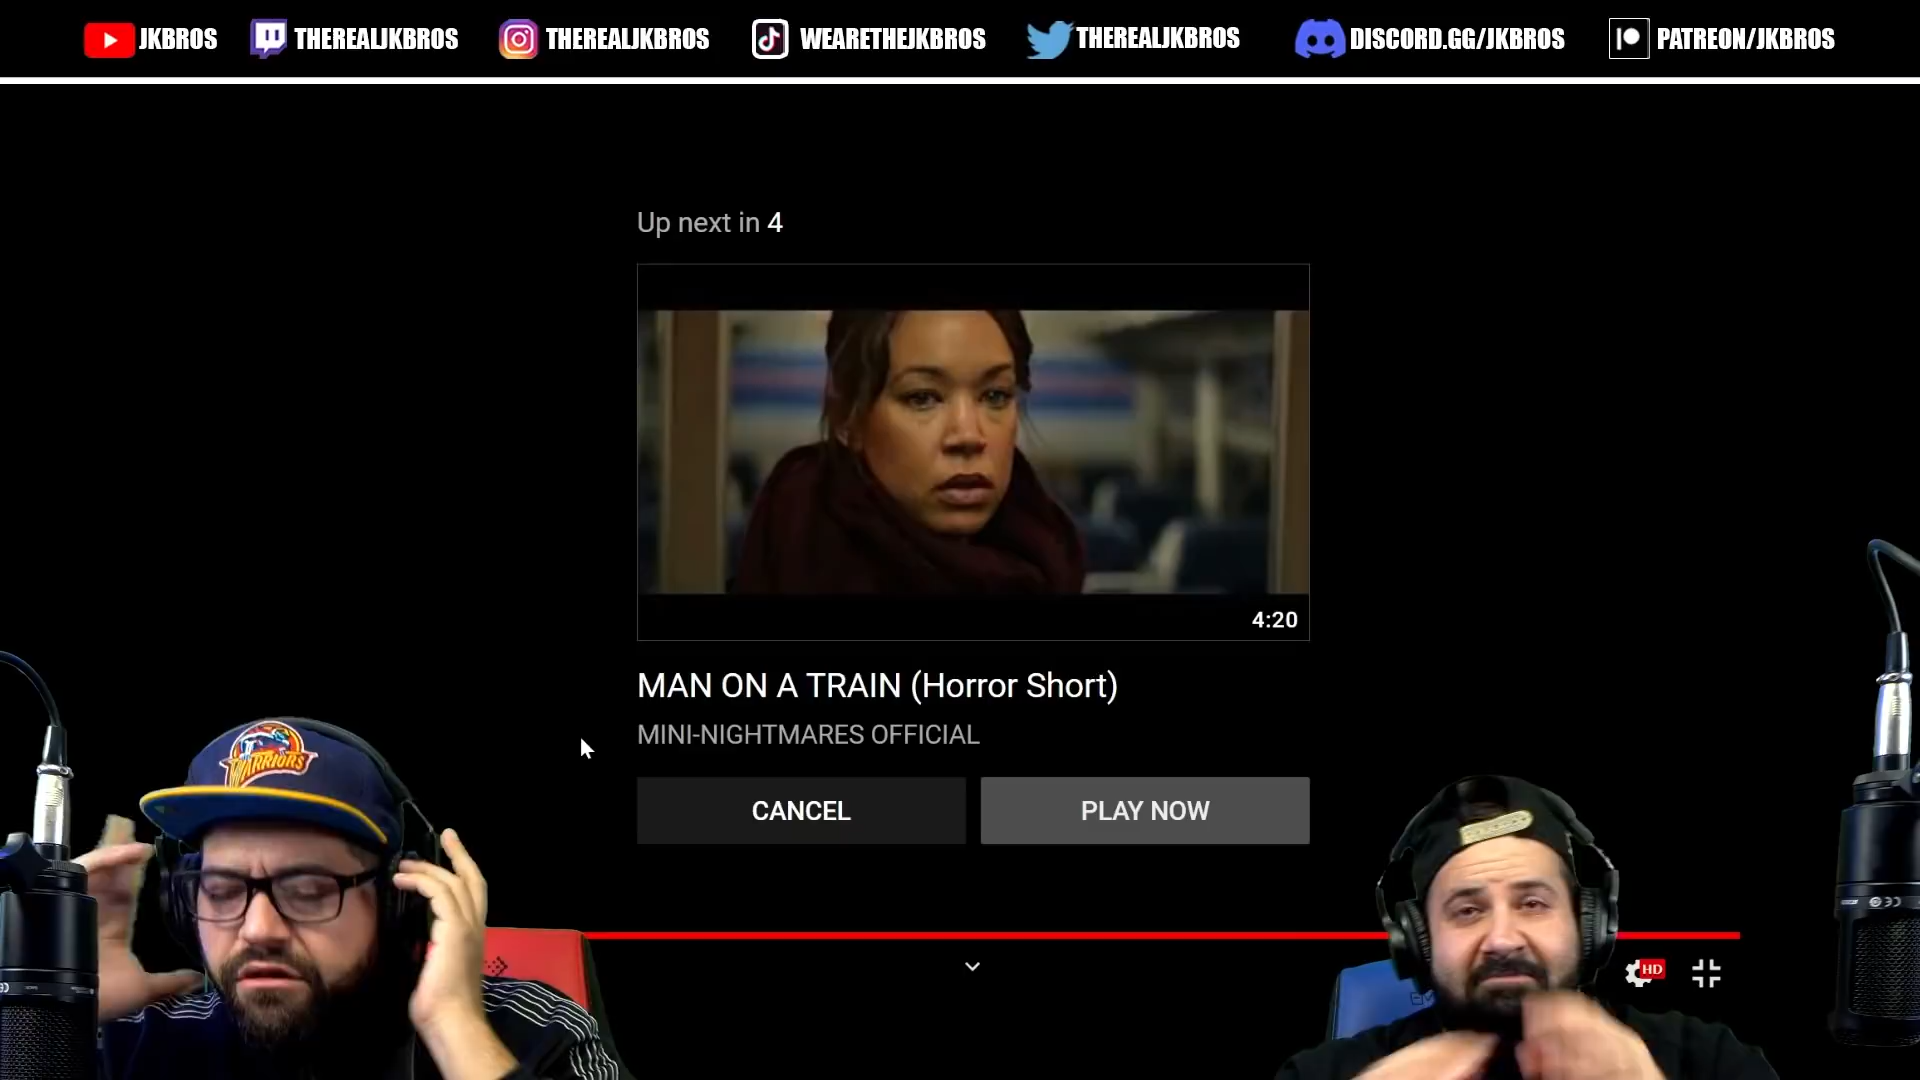 JKBROS THEREALJKBROS THEREALJKBROS WEARETHEJKBROS THEREALJKBROS DISCORD.GG/JKBROS PATREON/JKBROS
Up next in 4
4:20
MAN ON A TRAIN (Horror Short)
MINI-NIGHTMARES OFFICIAL
WARRIORS
CANCEL
PLAY NOW
HD